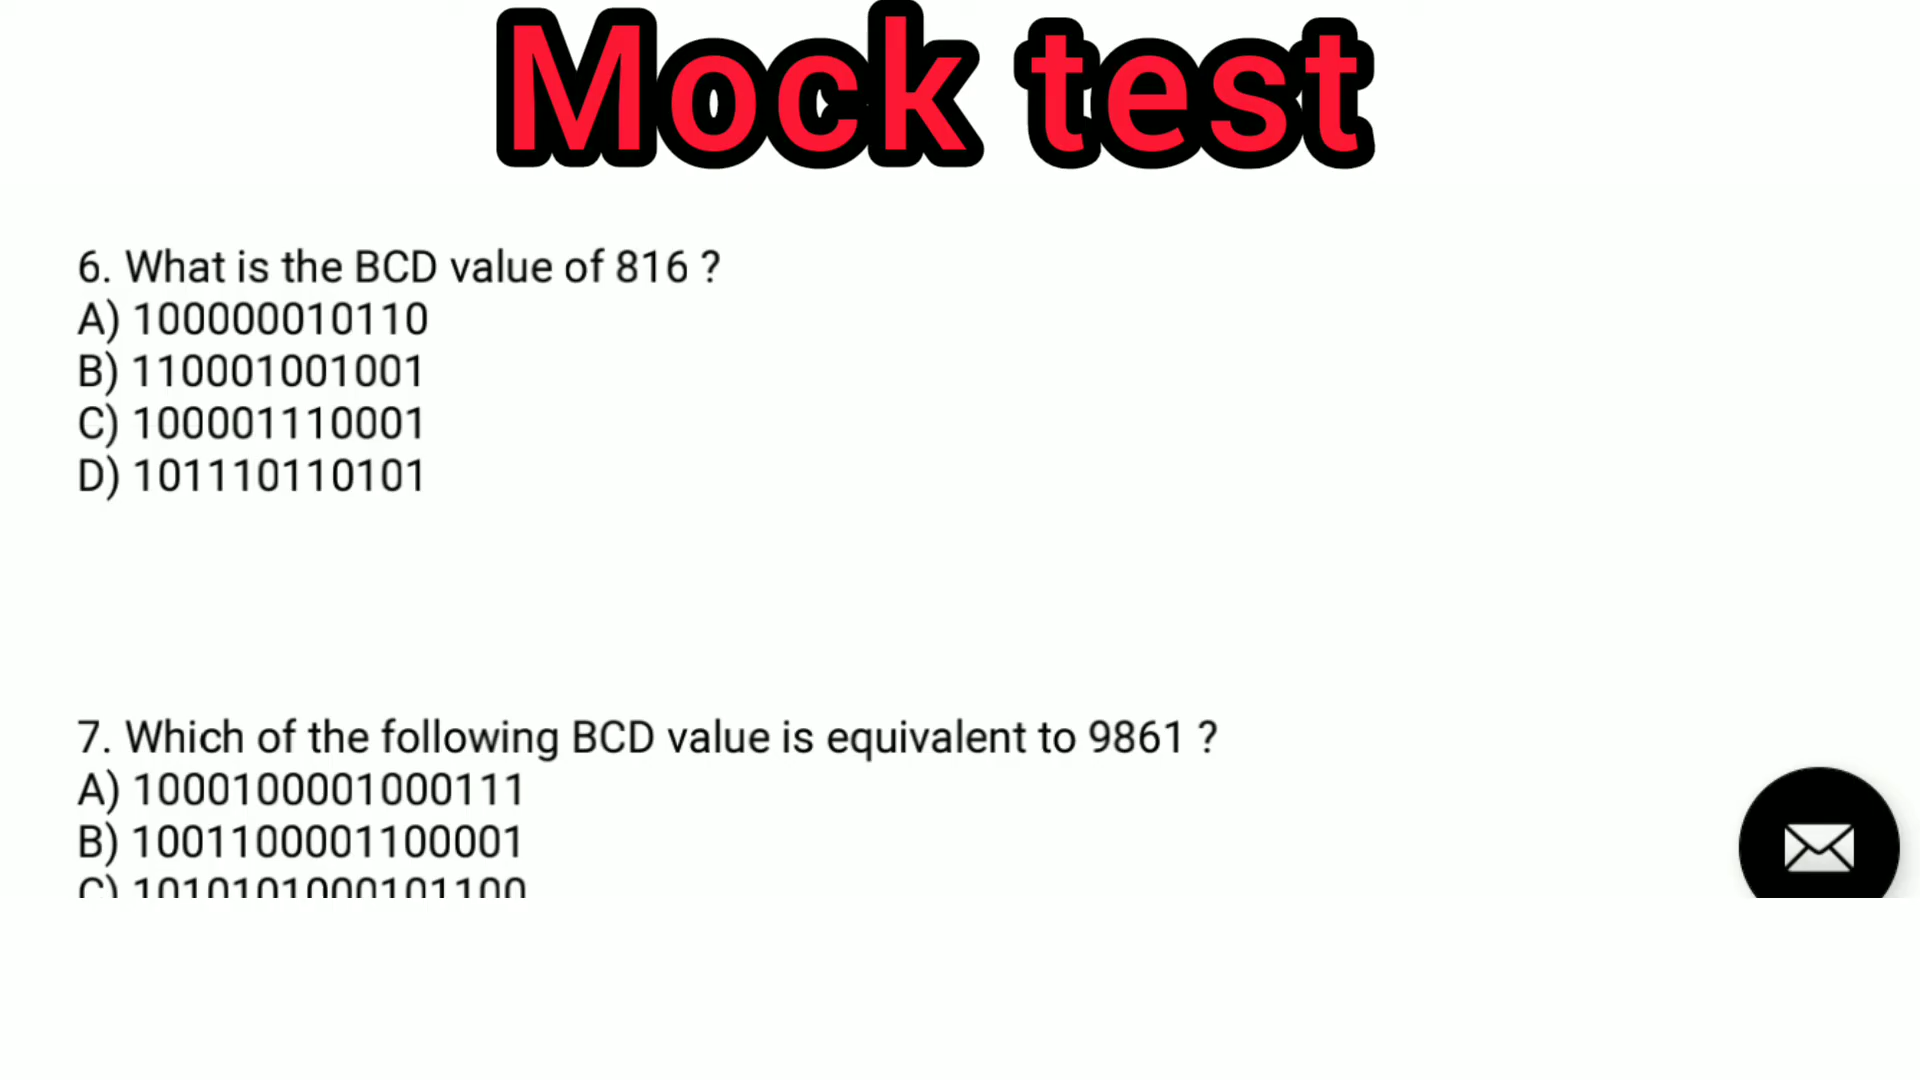 Mock test
6. What is the BCD value of 816 ?
A) 100000010110
B) 110001001001
C) 100001110001
D) 101110110101
7. Which of the following BCD value is equivalent to 9861 ?
A) 1000100001000111
B) 1001100001100001
C) 1010101000101100